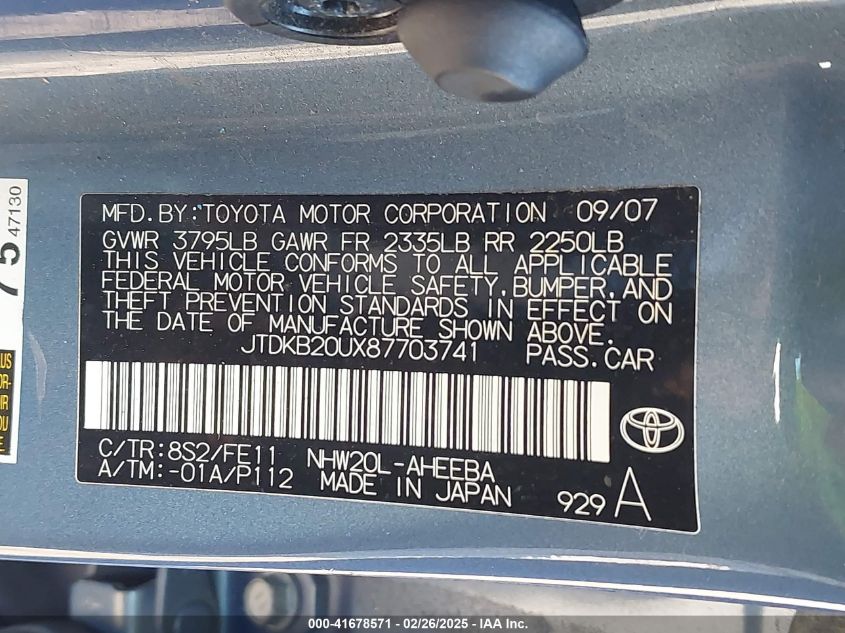 MFD. BY: TOYOTA MOTOR CORPORATION 09/07
GVWR 3795LB GAWR FR 2335LB RR 2250LB
THIS VEHICLE CONFORMS TO ALL APPLICABLE
FEDERAL MOTOR VEHICLE SAFETY, BUMPER, AND
THEFT PREVENTION STANDARDS IN EFFECT ON
THE DATE OF MANUFACTURE SHOWN ABOVE.
JTDKB20UX87703741 PASS. CAR
C/TR: 8S2/FE11 NHW20L-AHEEBA
A/TM: -01A/P112 MADE IN JAPAN
929 A
75 47130
000-41678571 - 02/26/2025 - IAA Inc.